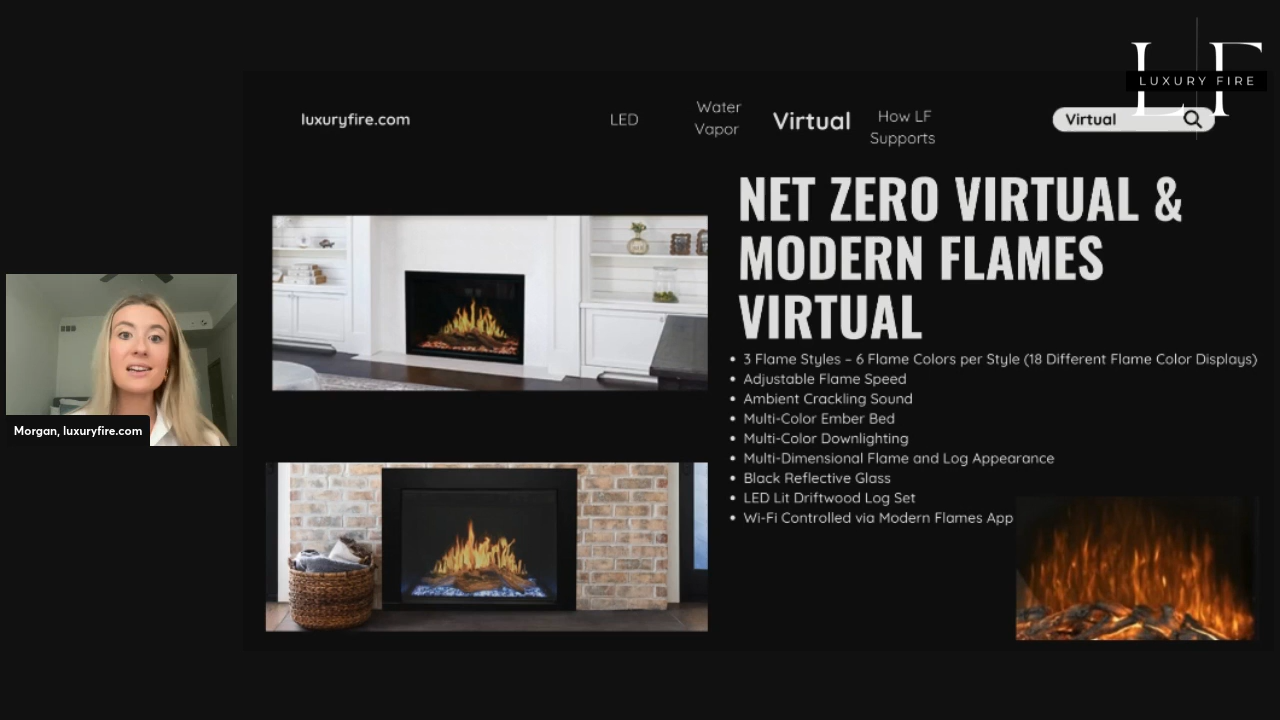 LF
LUXURY FIRE
luxuryfire.com
LED
Water
Vapor
Virtual
How LF
Supports
Virtual
NET ZERO VIRTUAL &
MODERN FLAMES
VIRTUAL
• 3 Flame Styles – 6 Flame Colors per Style (18 Different Flame Color Displays)
• Adjustable Flame Speed
• Ambient Crackling Sound
• Multi-Color Ember Bed
• Multi-Color Downlighting
• Multi-Dimensional Flame and Log Appearance
• Black Reflective Glass
• LED Lit Driftwood Log Set
• Wi-Fi Controlled via Modern Flames App
Morgan, luxuryfire.com